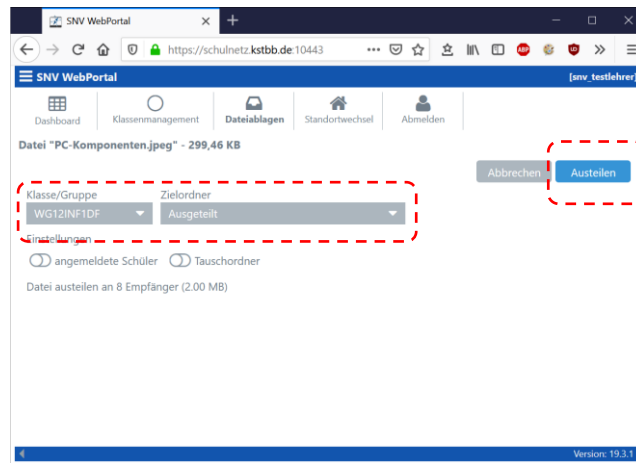 SNV WebPortal
https://schulnetz.kstbb.de:10443
SNV WebPortal
[snv_testlehrer]
Dashboard
Klassenmanagement
Dateiablagen
Standortwechsel
Abmelden
Datei "PC-Komponenten.jpeg" - 299,46 KB
Abbrechen
Austeilen
Klasse/Gruppe
Zielordner
WG12INF1DF
Ausgeteilt
Einstellungen
angemeldete Schüler
Tauschordner
Datei austeilen an 8 Empfänger (2.00 MB)
Version: 19.3.1